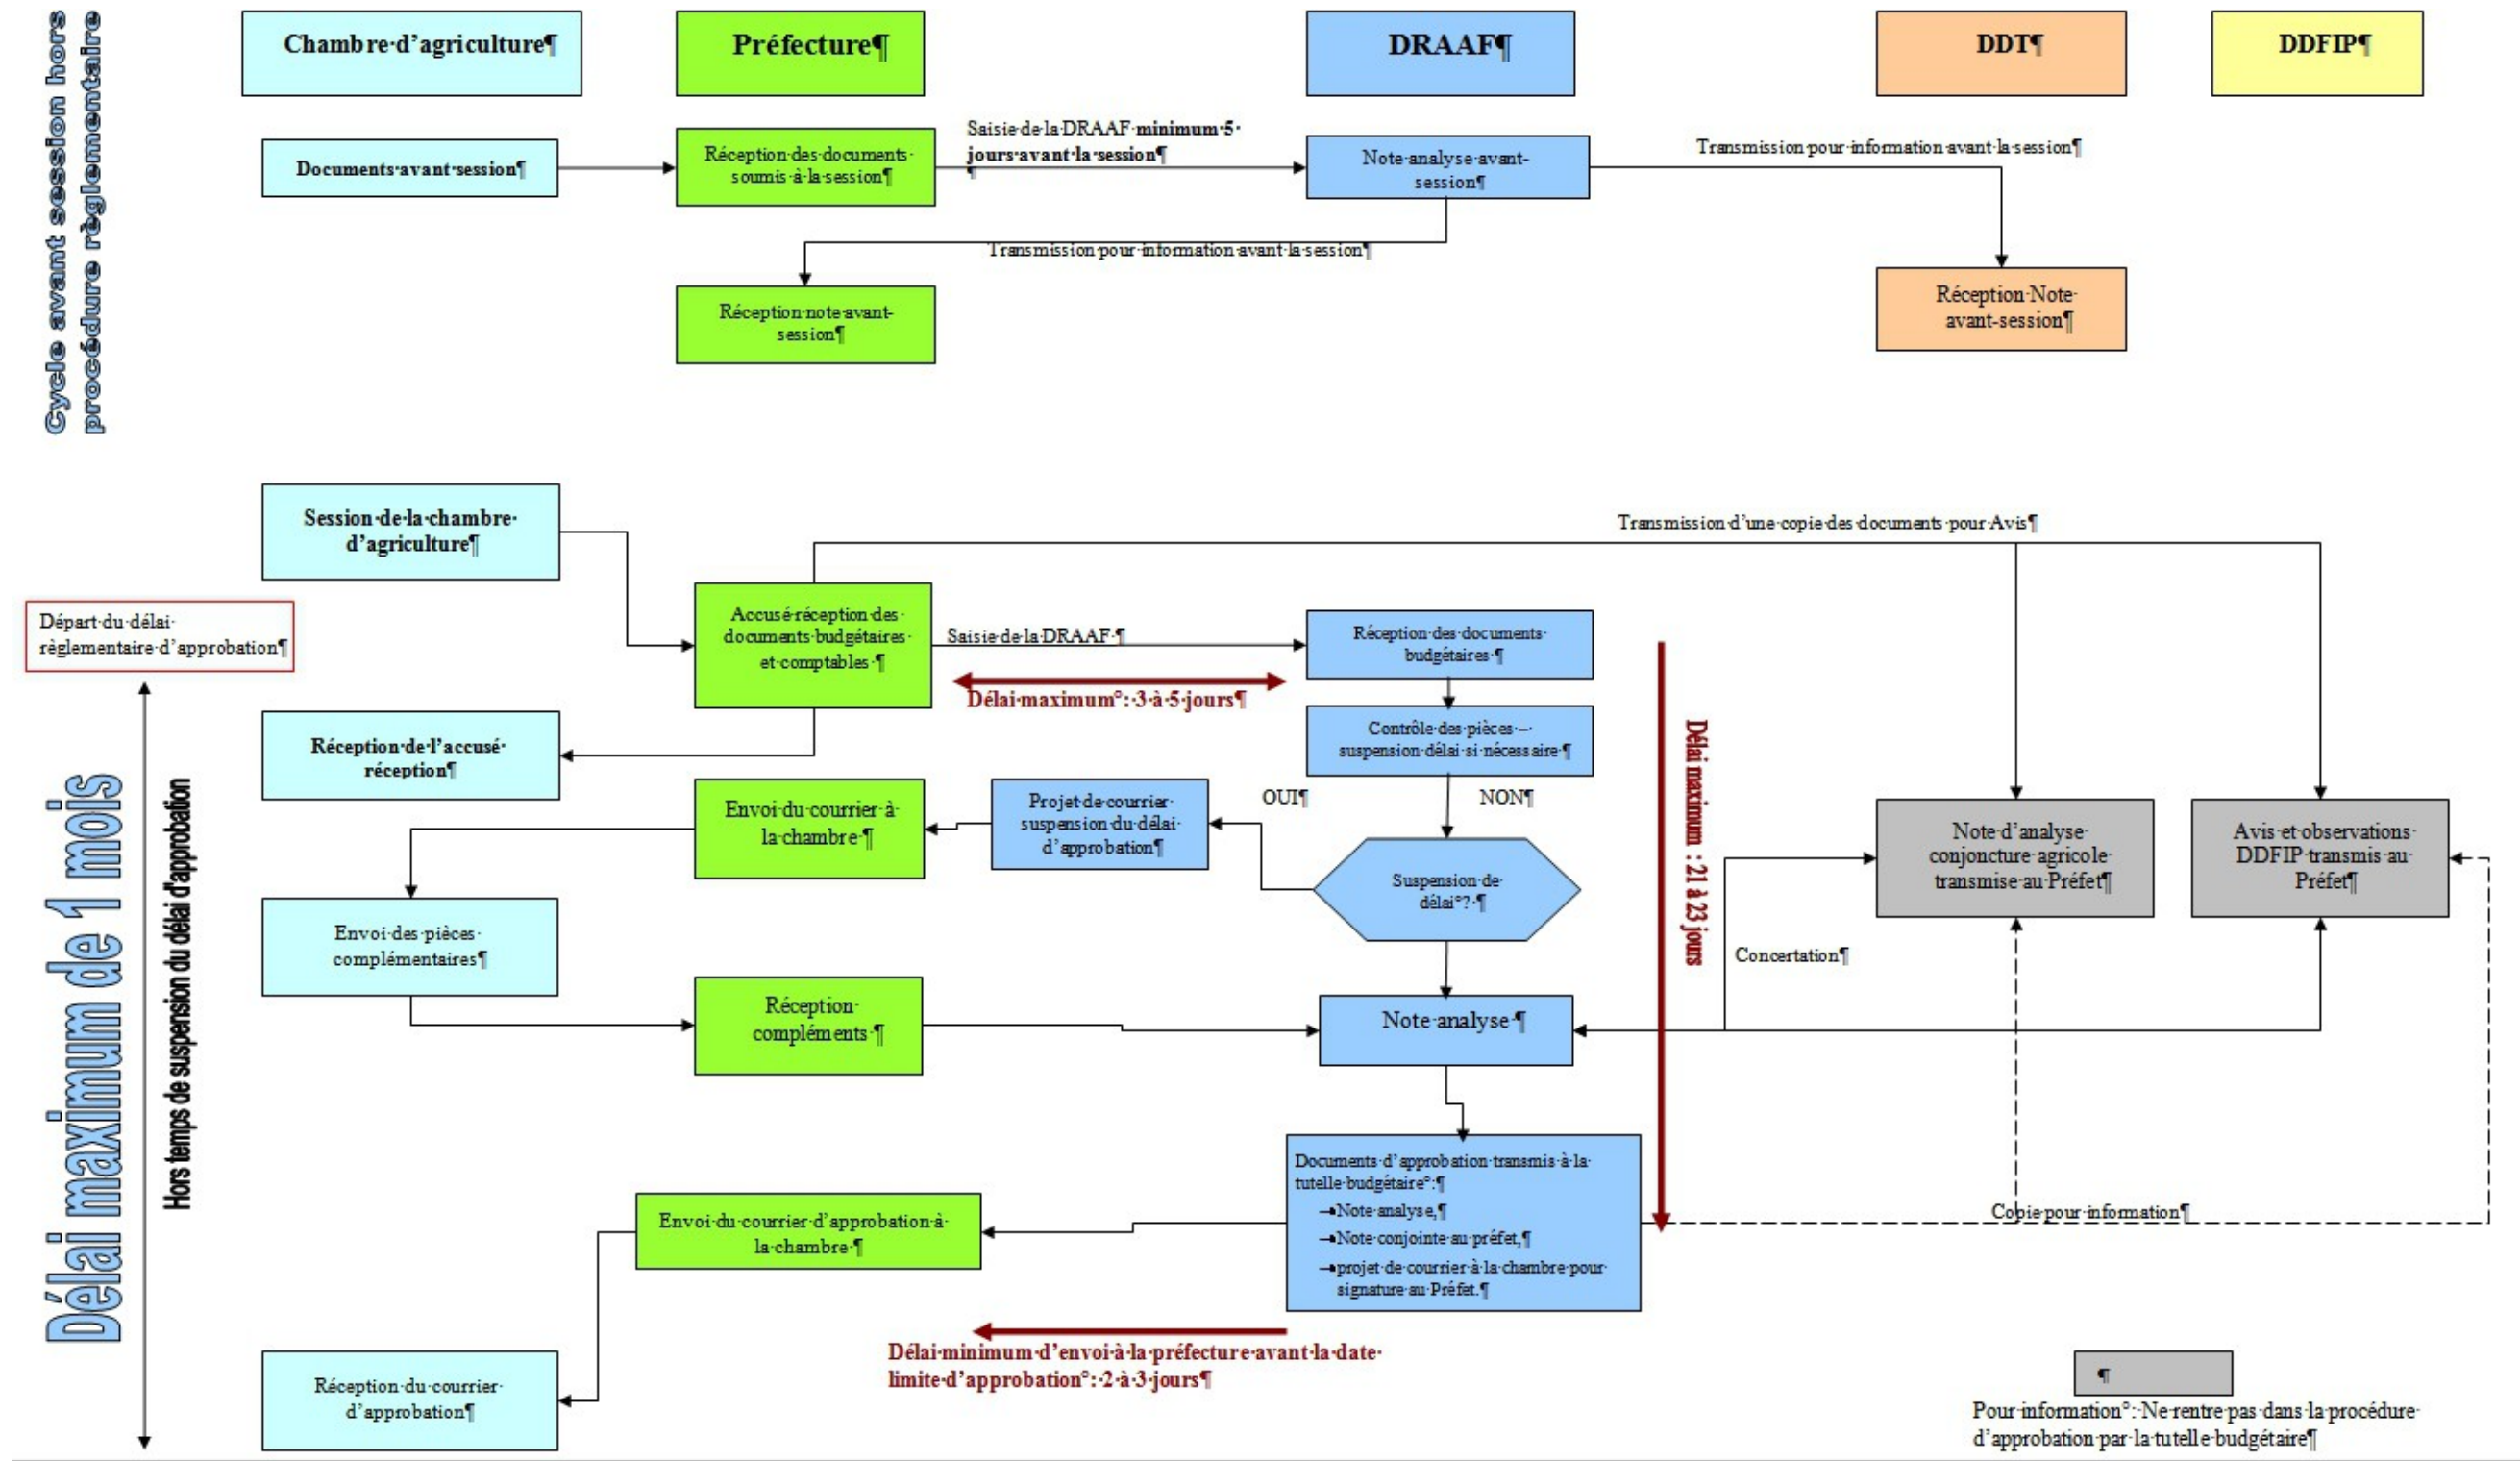 Cycle avant session hors
procédure règlementaire
Chambre·d’agriculture¶
Préfecture¶
DRAAF¶
DDT¶
DDFIP¶
Documents·avant·session¶
Réception·des·documents·
soumis·à·la·session¶
Saisie·de·la·DRAAF·minimum·5·
jours·avant·la·session¶
¶
Note·analyse·avant-
session¶
Transmission·pour·information·avant·la·session¶
Transmission·pour·information·avant·la·session¶
Réception·note·avant-
session¶
Réception·Note·
avant-session¶
Session·de·la·chambre·
d’agriculture¶
Transmission·d’une·copie·des·documents·pour·Avis¶
Départ·du·délai·
règlementaire·d’approbation¶
Accusé·réception·des·
documents·budgétaires·
et·comptables·¶
Saisie·de·la·DRAAF·¶
Réception·des·documents·
budgétaires·¶
Délai·maximum°:·3·à·5·jours¶
Réception·de·l’accusé·
réception¶
Contrôle·des·pièces·–·
suspension·délai·si·nécessaire·¶
Délai maximum : 21 à 23 jours
Délai maximum de 1 mois
Hors temps de suspension du délai d'approbation
Envoi·du·courrier·à·
la·chambre·¶
Projet·de·courrier·
suspension·du·délai·
d’approbation¶
OUI¶
NON¶
Suspension·de·
délai°?·¶
Note·d’analyse·
conjoncture·agricole·
transmise·au·Préfet¶
Avis·et·observations·
DDFIP·transmis·au·
Préfet¶
Envoi·des·pièces·
complémentaires¶
Concertation¶
Réception·
compléments·¶
Note·analyse·¶
Documents·d’approbation·transmis·à·la·
tutelle·budgétaire°:¶
→Note·analyse,¶
→Note·conjointe·au·préfet,¶
→projet·de·courrier·à·la·chambre·pour·
signature·au·Préfet.¶
Envoi·du·courrier·d’approbation·à·
la·chambre·¶
Copie·pour·information¶
Délai·minimum·d’envoi·à·la·préfecture·avant·la·date·
limite·d’approbation°:·2·à·3·jours¶
Réception·du·courrier·
d’approbation¶
¶
Pour·information°:·Ne·rentre·pas·dans·la·procédure·
d’approbation·par·la·tutelle·budgétaire¶